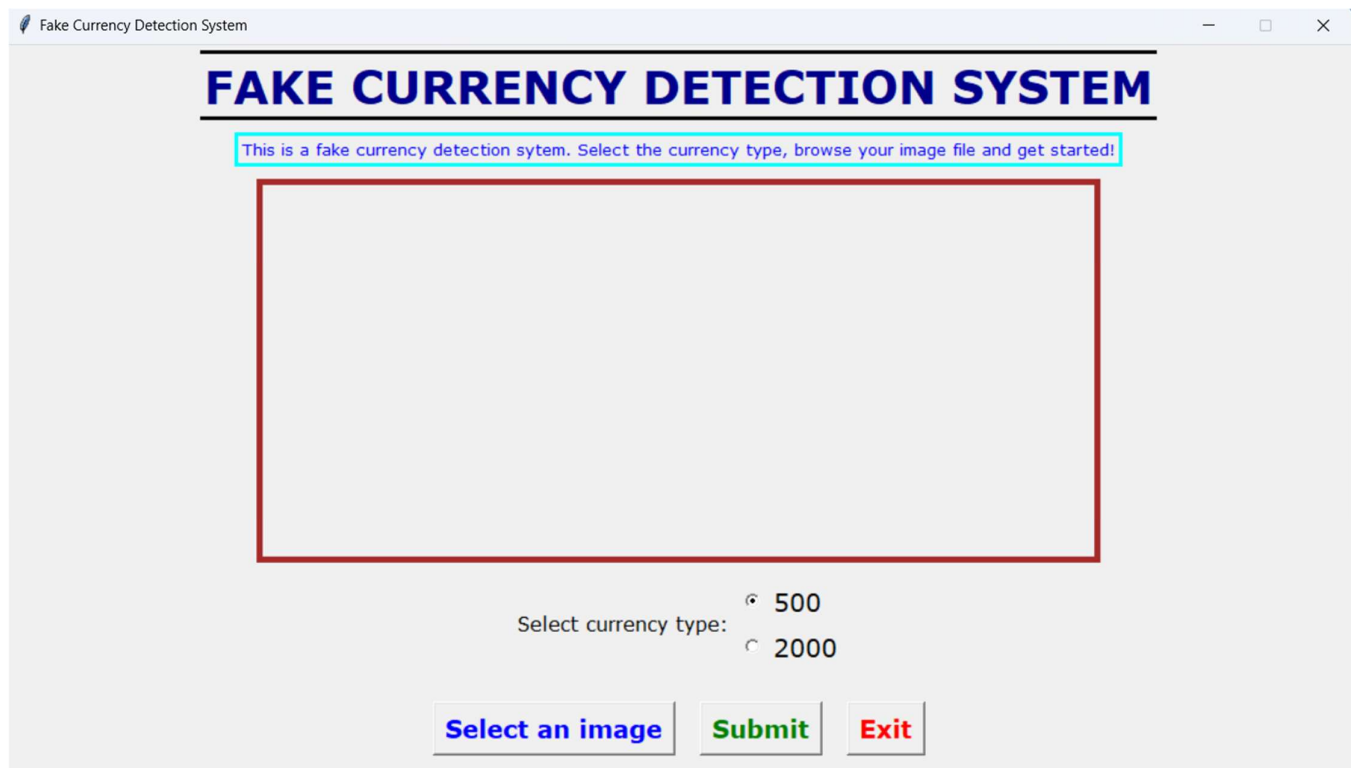 Fake Currency Detection System
FAKE CURRENCY DETECTION SYSTEM
This is a fake currency detection sytem. Select the currency type, browse your image file and get started!
Select currency type:
500
2000
Select an image
Submit
Exit